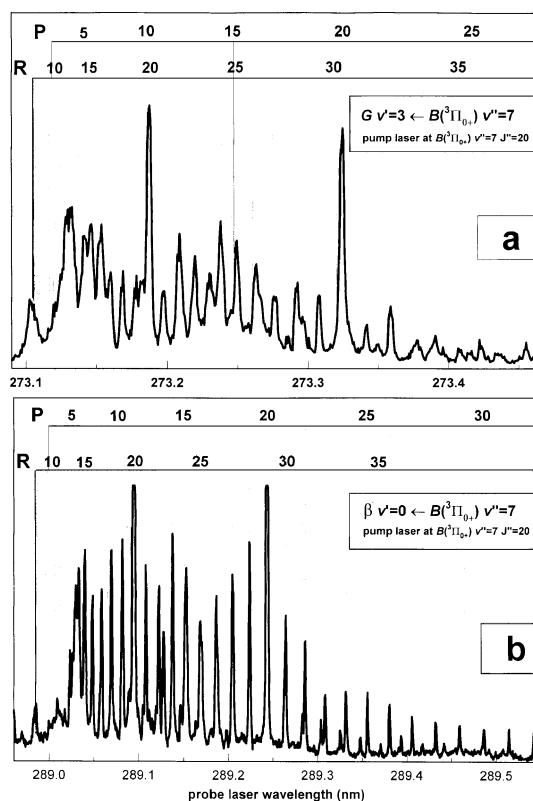 P 5 10 15 20 25
R 10 15 20 25 30 35
G v'=3 ← B(³Π₀₊) v"=7
pump laser at B(³Π₀₊) v"=7 J"=20
a
273.1 273.2 273.3 273.4
P 5 10 15 20 25 30
R 10 15 20 25 30 35
β v'=0 ← B(³Π₀₊) v"=7
pump laser at B(³Π₀₊) v"=7 J"=20
b
289.0 289.1 289.2 289.3 289.4 289.5
probe laser wavelength (nm)